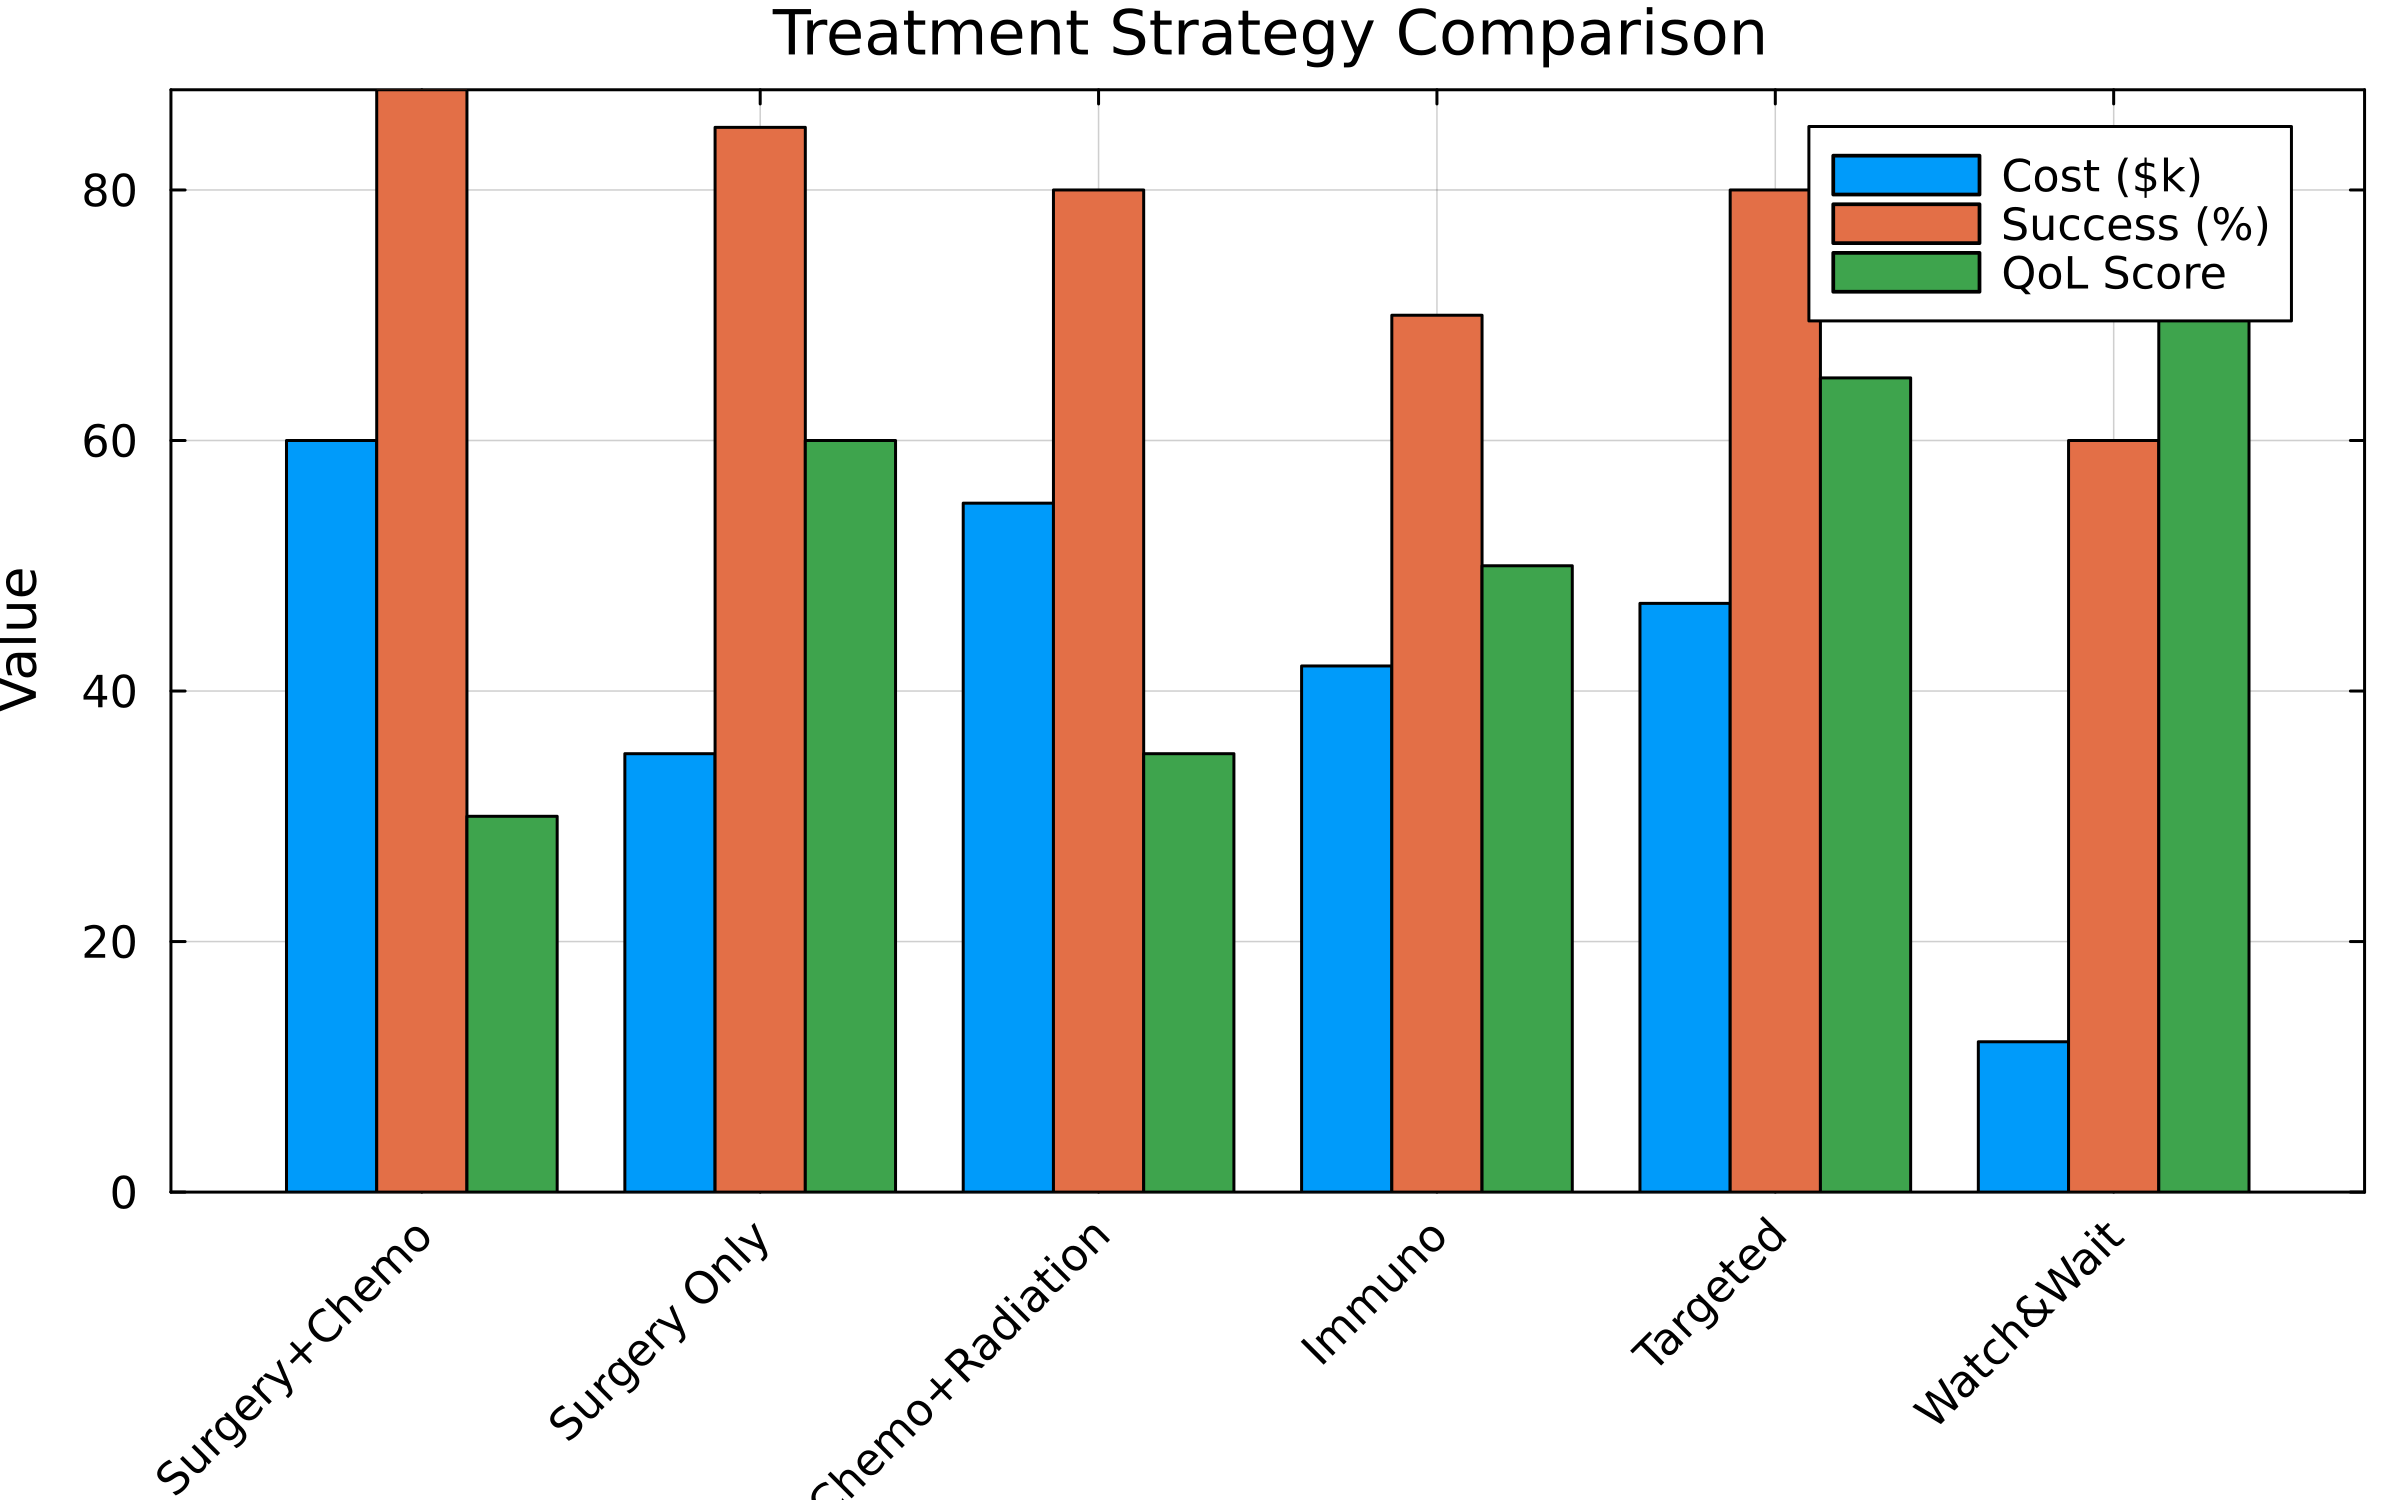 Treatment Strategy Comparison
Cost ($k)
Success (%)
QoL Score
Value
80
60
40
20
0
Surgery+Chemo
Surgery Only
Chemo+Radiation
Immuno
Targeted
Watch&Wait